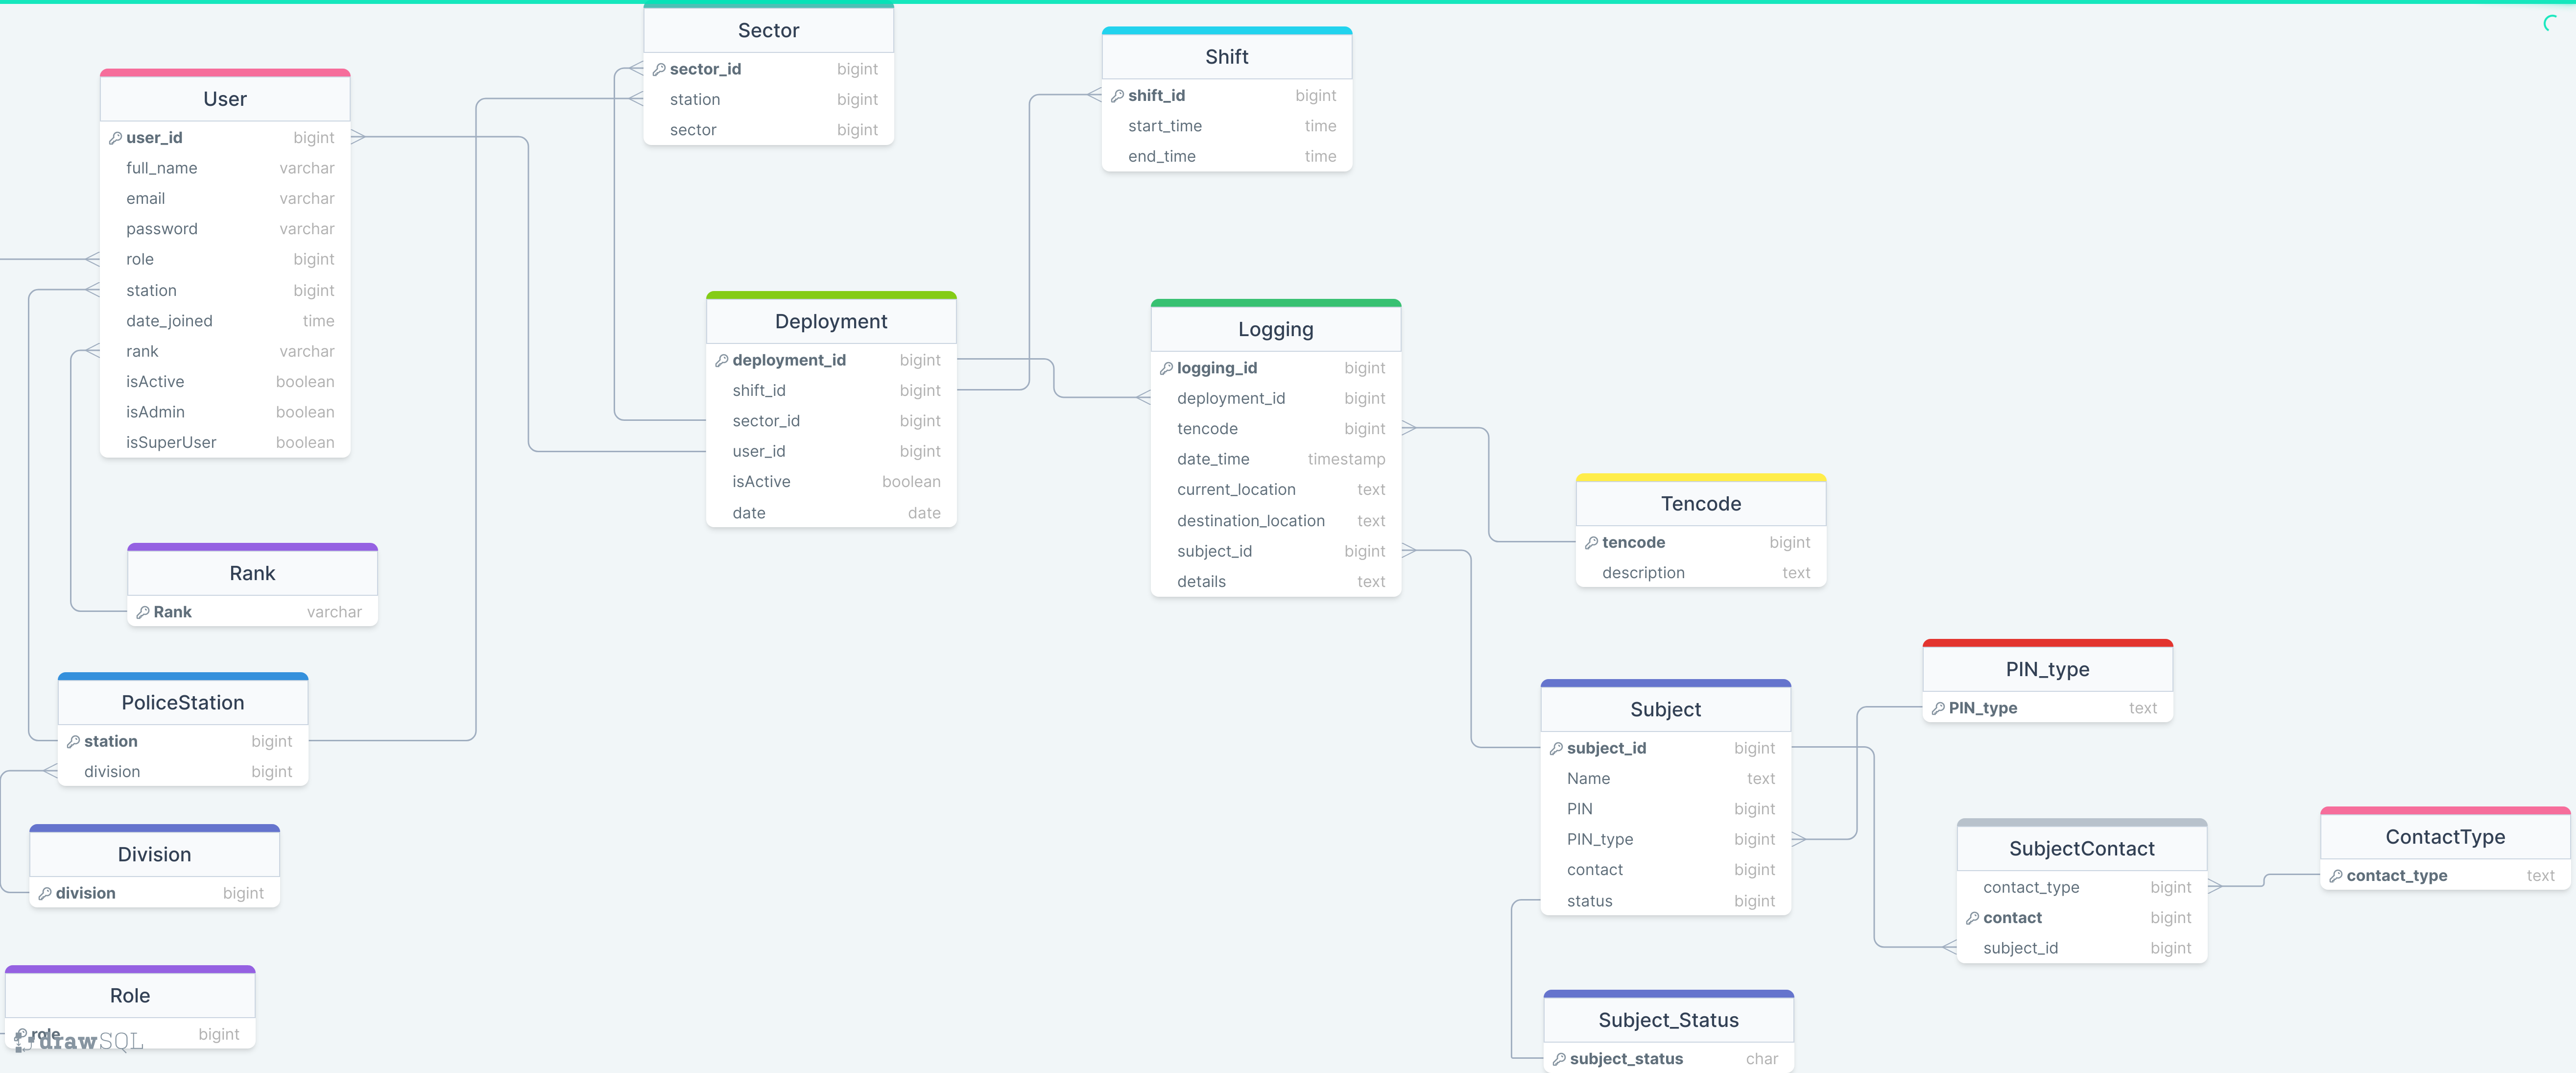 Sector
sector_id bigint
station bigint
sector bigint
Shift
shift_id bigint
start_time time
end_time time
User
user_id bigint
full_name varchar
email varchar
password varchar
role bigint
station bigint
date_joined time
rank varchar
isActive boolean
isAdmin boolean
isSuperUser boolean
Deployment
deployment_id bigint
shift_id bigint
sector_id bigint
user_id bigint
isActive boolean
date date
Logging
logging_id bigint
deployment_id bigint
tencode bigint
date_time timestamp
current_location text
destination_location text
subject_id bigint
details text
Tencode
tencode bigint
description text
Rank
Rank varchar
PoliceStation
station bigint
division bigint
Division
division bigint
Role
role bigint
drawSQL
Subject
subject_id bigint
Name text
PIN bigint
PIN_type bigint
contact bigint
status bigint
PIN_type
PIN_type text
SubjectContact
contact_type bigint
contact bigint
subject_id bigint
ContactType
contact_type text
Subject_Status
subject_status char